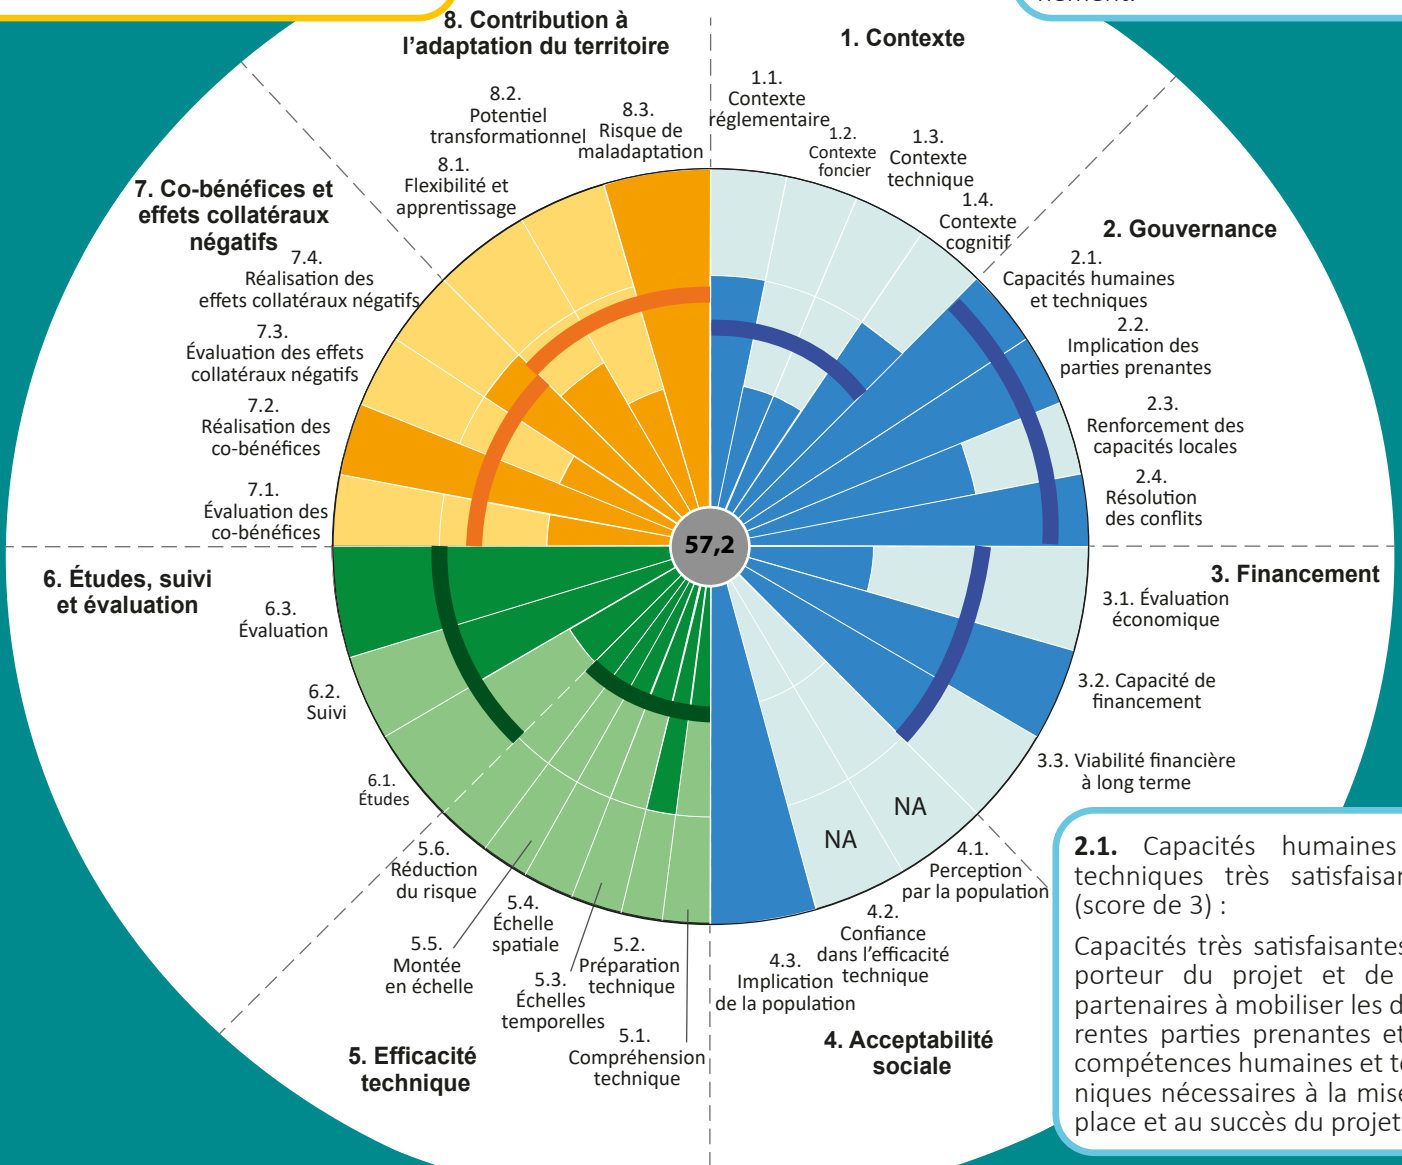 nement.
8. Contribution à
l’adaptation du territoire
1. Contexte
1.1.
Contexte
réglementaire
1.2.
Contexte
foncier
1.3.
Contexte
technique
1.4.
Contexte
cognitif
8.3.
Risque de
maladaptation
8.2.
Potentiel
transformationnel
8.1.
Flexibilité et
apprentissage
2. Gouvernance
2.1.
Capacités humaines
et techniques
2.2.
Implication des
parties prenantes
2.3.
Renforcement des
capacités locales
2.4.
Résolution
des conflits
7. Co-bénéfices et
effets collatéraux
négatifs
7.4.
Réalisation des
effets collatéraux négatifs
7.3.
Évaluation des effets
collatéraux négatifs
7.2.
Réalisation des
co-bénéfices
7.1.
Évaluation des
co-bénéfices
57,2
3. Financement
3.1. Évaluation
économique
3.2. Capacité de
financement
3.3. Viabilité financière
à long terme
6. Études, suivi
et évaluation
6.3.
Évaluation
6.2.
Suivi
6.1.
Études
NA
NA
4.1.
Perception
par la population
4.2.
Confiance
dans l’efficacité
technique
4.3.
Implication
de la population
4. Acceptabilité
sociale
5.6.
Réduction
du risque
5.5.
Montée
en échelle
5.4.
Échelle
spatiale
5.3.
Échelles
temporelles
5.2.
Préparation
technique
5.1.
Compréhension
technique
5. Efficacité
technique
2.1. Capacités humaines
techniques très satisfaisan
(score de 3) :
Capacités très satisfaisantes
porteur du projet et de
partenaires à mobiliser les d
rentes parties prenantes et
compétences humaines et te
niques nécessaires à la mise
place et au succès du projet